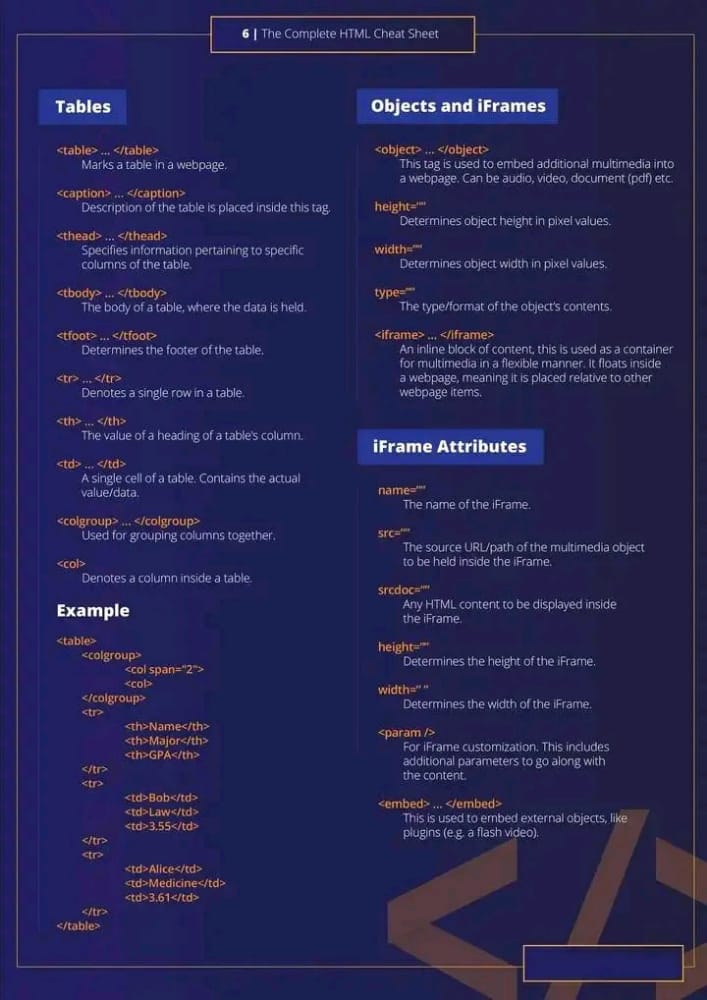 6 | The Complete HTML Cheat Sheet
Tables
<table> ... </table>
Marks a table in a webpage.
<caption> ... </caption>
Description of the table is placed inside this tag.
<thead> ... </thead>
Specifies information pertaining to specific
columns of the table.
<tbody> ... </tbody>
The body of a table, where the data is held.
<tfoot> ... </tfoot>
Determines the footer of the table.
<tr> ... </tr>
Denotes a single row in a table.
<th> ... </th>
The value of a heading of a table's column.
<td> ... </td>
A single cell of a table. Contains the actual
value/data.
<colgroup> ... </colgroup>
Used for grouping columns together.
<col>
Denotes a column inside a table.
Example
<table>
<colgroup>
<col span="2">
<col>
</colgroup>
<tr>
<th>Name</th>
<th>Major</th>
<th>GPA</th>
</tr>
<tr>
<td>Bob</td>
<td>Law</td>
<td>3.55</td>
</tr>
<tr>
<td>Alice</td>
<td>Medicine</td>
<td>3.61</td>
</tr>
</table>
Objects and iFrames
<object> ... </object>
This tag is used to embed additional multimedia into
a webpage. Can be audio, video, document (pdf) etc.
height=""
Determines object height in pixel values.
width=""
Determines object width in pixel values.
type=""
The type/format of the object's contents.
<iframe> ... </iframe>
An inline block of content, this is used as a container
for multimedia in a flexible manner. It floats inside
a webpage, meaning it is placed relative to other
webpage items.
iFrame Attributes
name=""
The name of the iFrame.
src=""
The source URL/path of the multimedia object
to be held inside the iFrame.
srcdoc=""
Any HTML content to be displayed inside
the iFrame.
height=""
Determines the height of the iFrame.
width=" "
Determines the width of the iFrame.
<param />
For iFrame customization. This includes
additional parameters to go along with
the content.
<embed> ... </embed>
This is used to embed external objects, like
plugins (e.g. a flash video).
</>